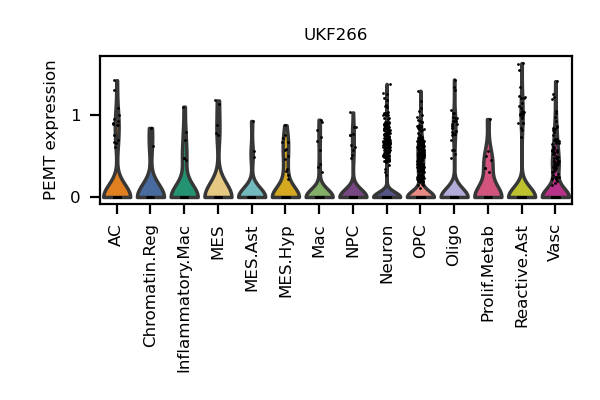 UKF266
PEMT expression
1
0
AC
Chromatin.Reg
Inflammatory.Mac
MES
MES.Ast
MES.Hyp
Mac
NPC
Neuron
OPC
Oligo
Prolif.Metab
Reactive.Ast
Vasc